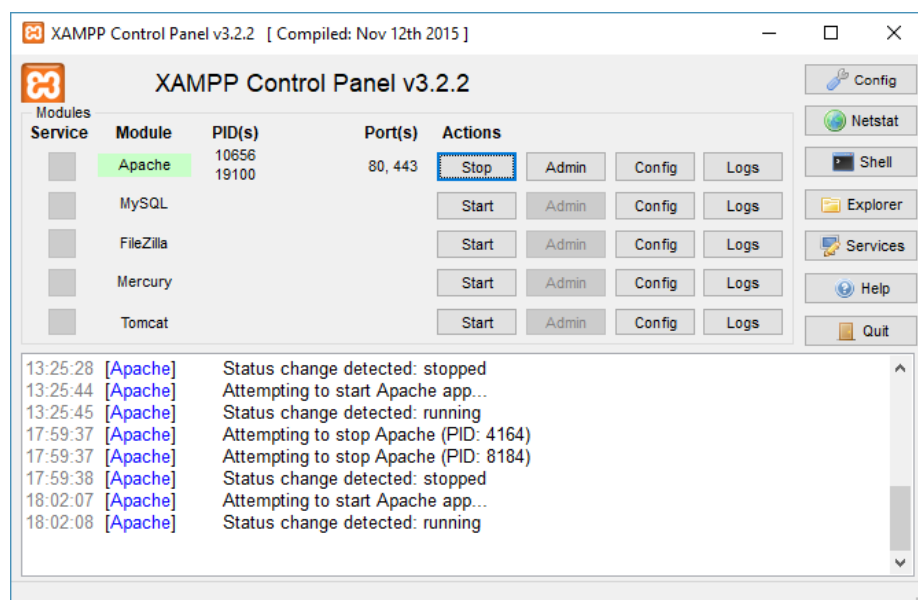 XAMPP Control Panel v3.2.2 [ Compiled: Nov 12th 2015 ]
XAMPP Control Panel v3.2.2
Config
Netstat
Shell
Explorer
Services
Help
Quit
Modules
Service Module PID(s) Port(s) Actions
Apache 10656 80, 443 Stop Admin Config Logs
19100
MySQL Start Admin Config Logs
FileZilla Start Admin Config Logs
Mercury Start Admin Config Logs
Tomcat Start Admin Config Logs
13:25:28 [Apache] Status change detected: stopped
13:25:44 [Apache] Attempting to start Apache app...
13:25:45 [Apache] Status change detected: running
17:59:37 [Apache] Attempting to stop Apache (PID: 4164)
17:59:37 [Apache] Attempting to stop Apache (PID: 8184)
17:59:38 [Apache] Status change detected: stopped
18:02:07 [Apache] Attempting to start Apache app...
18:02:08 [Apache] Status change detected: running